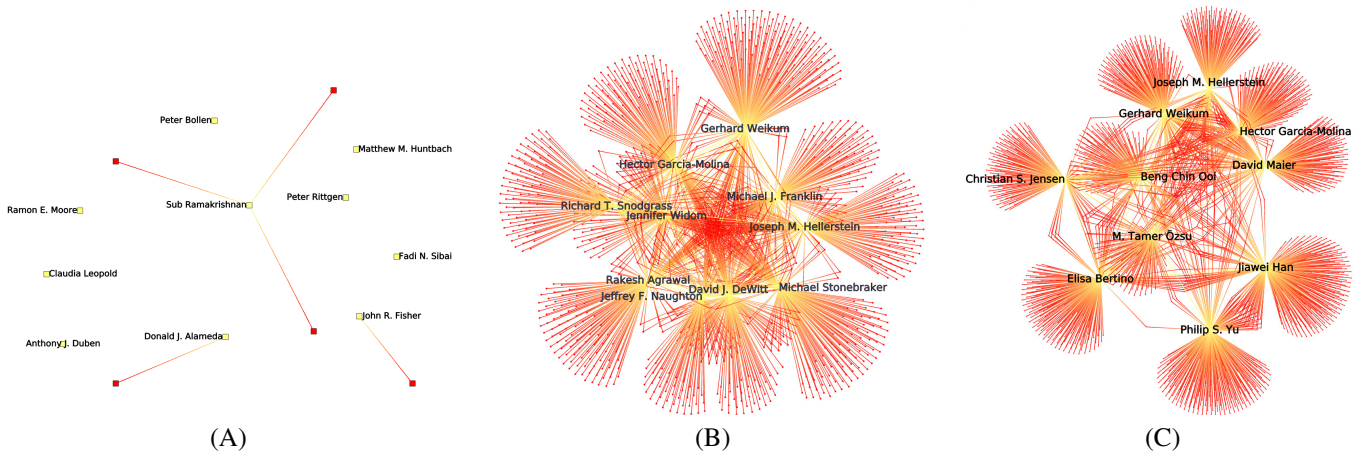 Peter Bollen
Matthew M. Huntbach
Sub Ramakrishnan
Peter Rittgen
Ramon E. Moore
Fadi N. Sibai
Claudia Leopold
John R. Fisher
Donald J. Alameda
Anthony J. Duben
(A)
Gerhard Weikum
Hector Garcia-Molina
Michael J. Franklin
Richard T. Snodgrass
Jennifer Widom
Joseph M. Hellerstein
Rakesh Agrawal
David J. DeWitt
Michael Stonebraker
Jeffrey F. Naughton
(B)
Joseph M. Hellerstein
Gerhard Weikum
Hector Garcia-Molina
David Maier
Christian S. Jensen
Beng Chin Ooi
M. Tamer Özsu
Jiawei Han
Elisa Bertino
Philip S. Yu
(C)